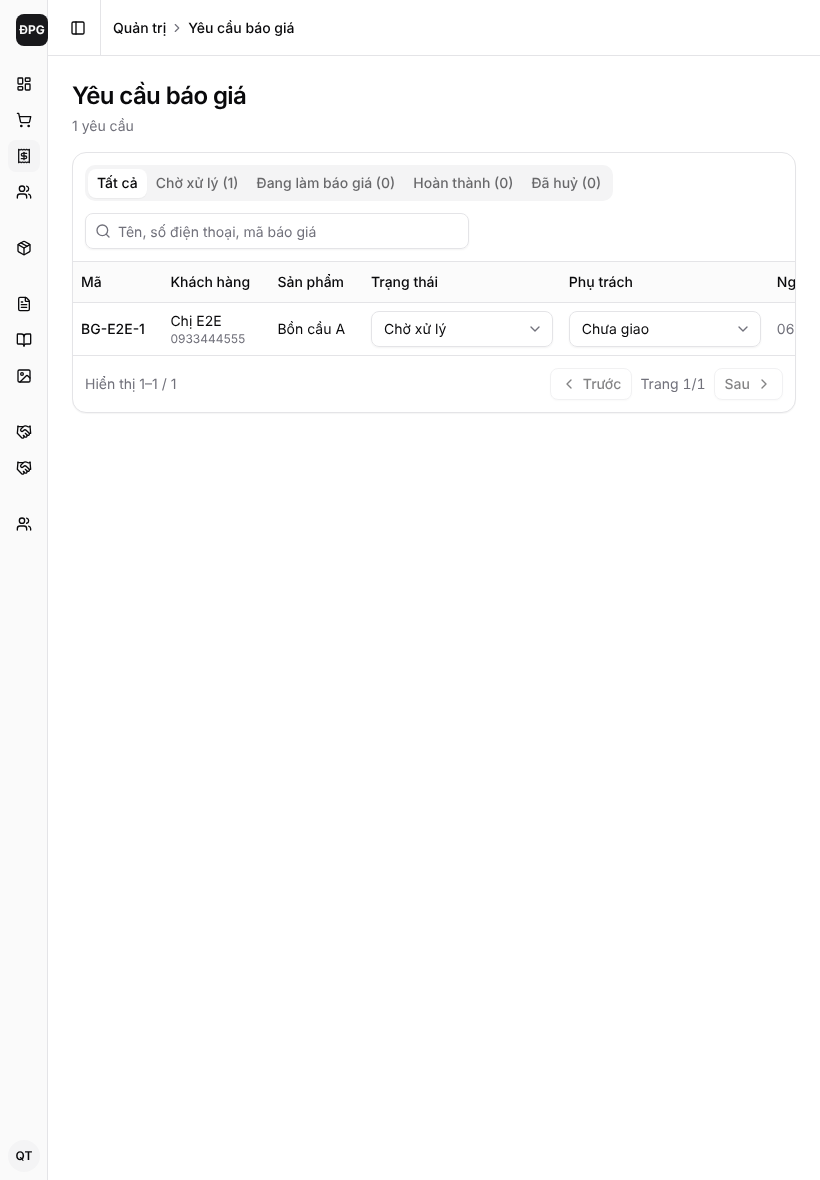 ĐPG
Quản trị > Yêu cầu báo giá
Yêu cầu báo giá
1 yêu cầu
Tất cả Chờ xử lý (1) Đang làm báo giá (0) Hoàn thành (0) Đã huỷ (0)
Tên, số điện thoại, mã báo giá
Mã Khách hàng Sản phẩm Trạng thái Phụ trách Ng
BG-E2E-1 Chị E2E Bồn cầu A Chờ xử lý Chưa giao 06
0933444555
Hiển thị 1–1 / 1 Trước Trang 1/1 Sau
QT